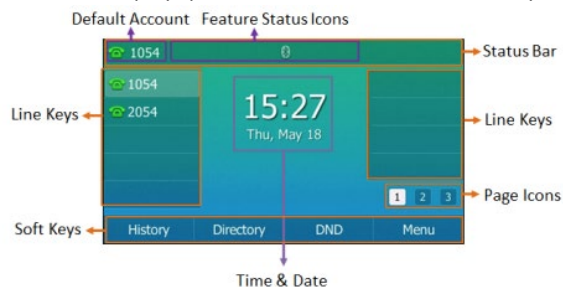 Default Account Feature Status Icons
1054
Status Bar
1054
2054
15:27
Thu, May 18
Line Keys
Line Keys
1 2 3
Page Icons
Soft Keys
History Directory DND Menu
Time & Date